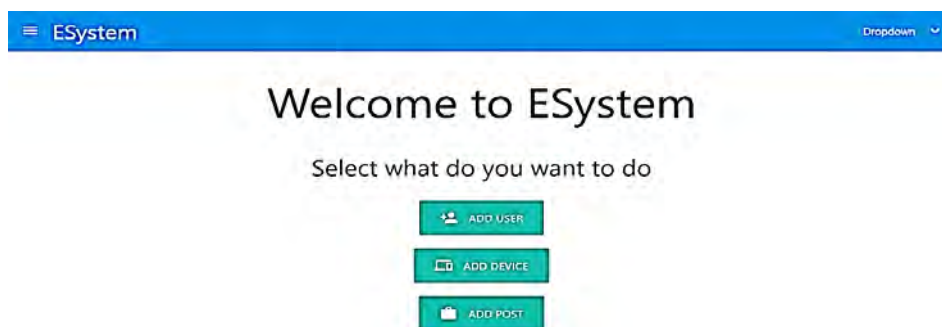 ESystem
Dropdown
Welcome to ESystem
Select what do you want to do
ADD USER
ADD DEVICE
ADD POST